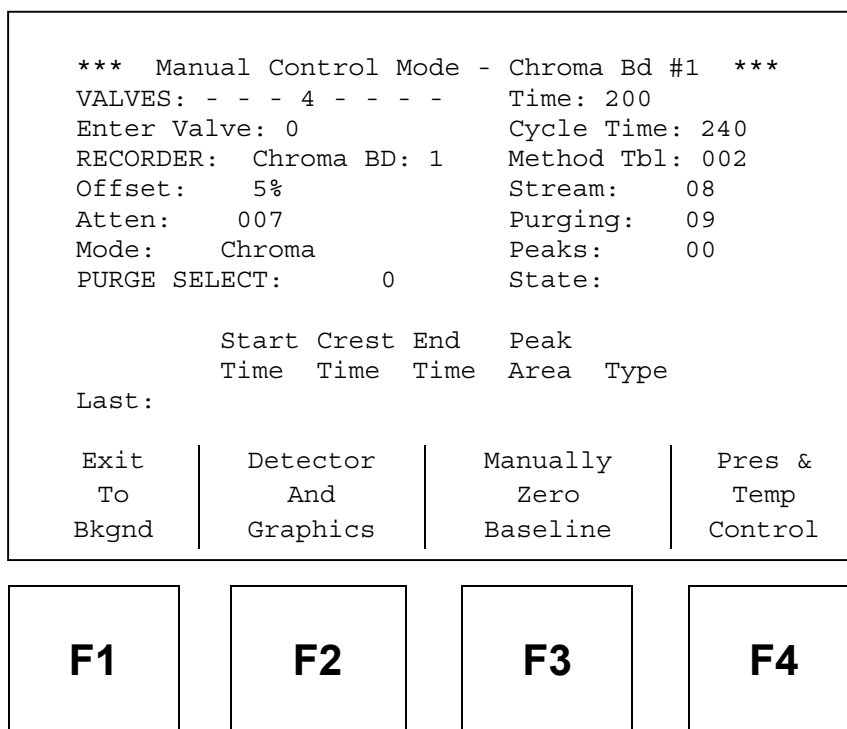 *** Manual Control Mode - Chroma Bd #1 ***
VALVES: - - - 4 - - - - Time: 200
Enter Valve: 0 Cycle Time: 240
RECORDER: Chroma BD: 1 Method Tbl: 002
Offset: 5% Stream: 08
Atten: 007 Purging: 09
Mode: Chroma Peaks: 00
PURGE SELECT: 0 State:
Start Crest End Peak
Time Time Time Area Type
Last:
Exit Detector Manually Pres &
To And Zero Temp
Bkgnd Graphics Baseline Control
F1 F2 F3 F4